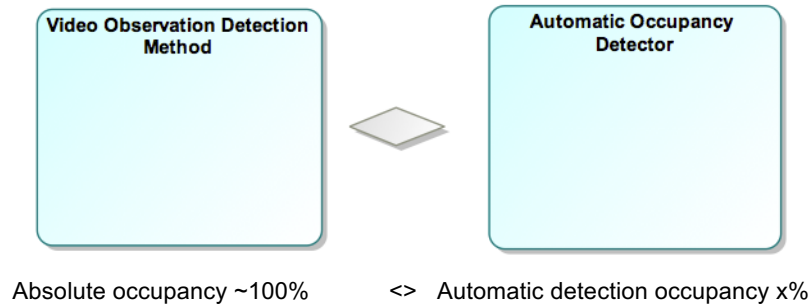 Video Observation Detection
Method
Automatic Occupancy
Detector
Absolute occupancy ~100% <> Automatic detection occupancy x%